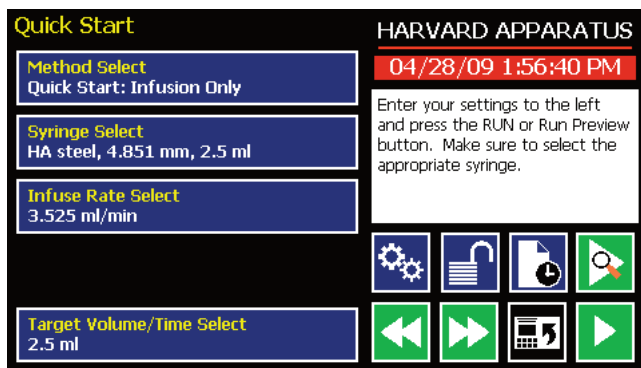 Quick Start
Method Select
Quick Start: Infusion Only
Syringe Select
HA steel, 4.851 mm, 2.5 ml
Infuse Rate Select
3.525 ml/min
Target Volume/Time Select
2.5 ml
HARVARD APPARATUS
04/28/09 1:56:40 PM
Enter your settings to the left
and press the RUN or Run Preview
button. Make sure to select the
appropriate syringe.